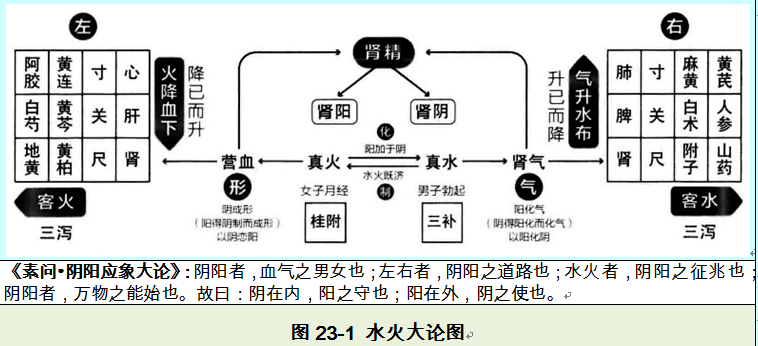 左
右
阿胶 黄连 寸 心
白芍 黄芩 关 肝
地黄 黄柏 尺 肾
火降血下
降已而升
客火
三泻
肾精
肾阳
肾阴
营血
真火
真水
肾气
化
阳加于阴
水火既济
制
形
阴成形
(阳得阴制而成形)
以阴恋阳
女子月经
桂附
男子勃起
三补
气
阳化气
(阴得阳化而化气)
以阳化阴
升已而降
气升水布
肺 寸 麻黄 黄芪
脾 关 白术 人参
肾 尺 附子 山药
客水
三泻
《素问•阴阳应象大论》:阴阳者,血气之男女也;左右者,阴阳之道路也;水火者,阴阳之征兆也;
阴阳者,万物之能始也。故曰:阴在内,阳之守也;阳在外,阴之使也。
图 23-1 水火大论图